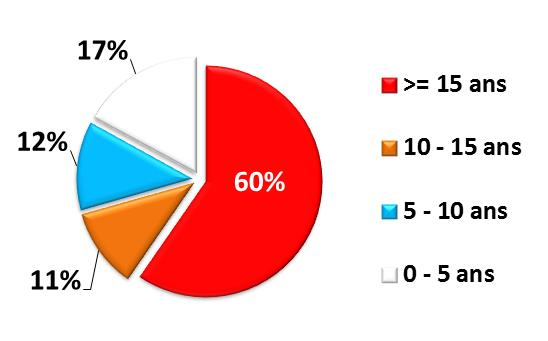 17%
12%
60%
11%
>= 15 ans
10 - 15 ans
5 - 10 ans
0 - 5 ans